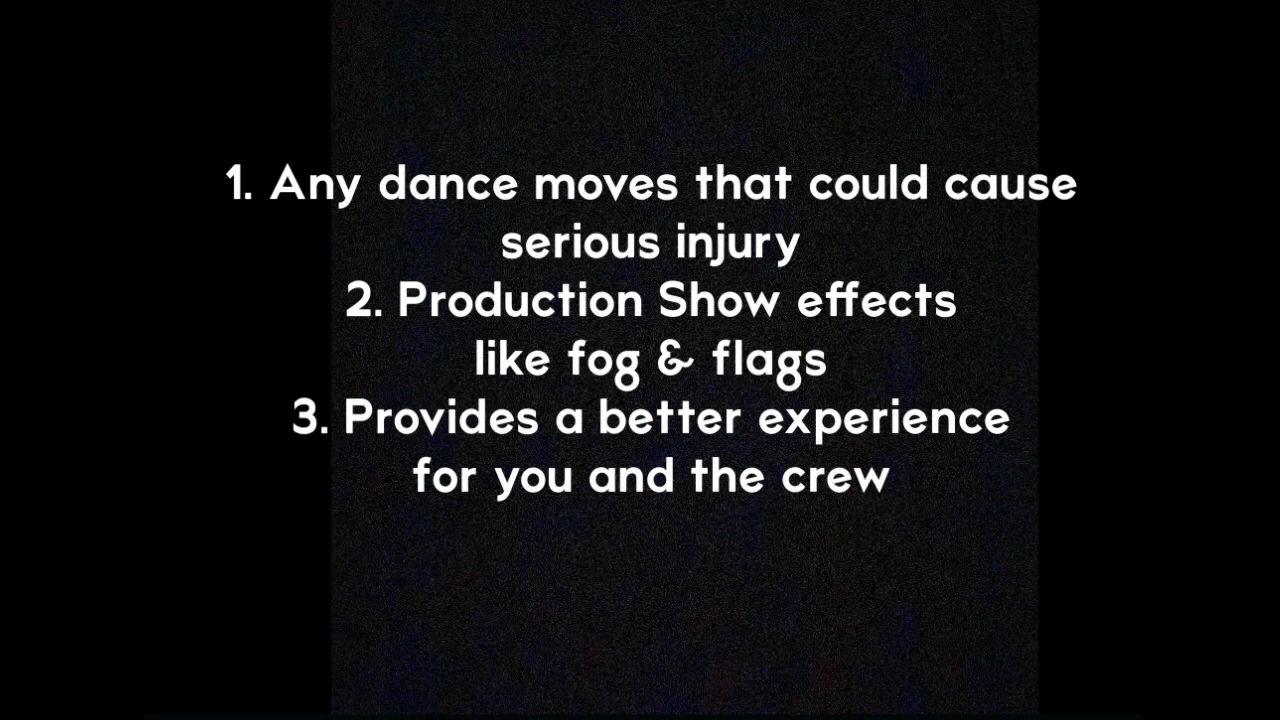 1. Any dance moves that could cause
serious injury
2. Production Show effects
like fog & flags
3. Provides a better experience
for you and the crew